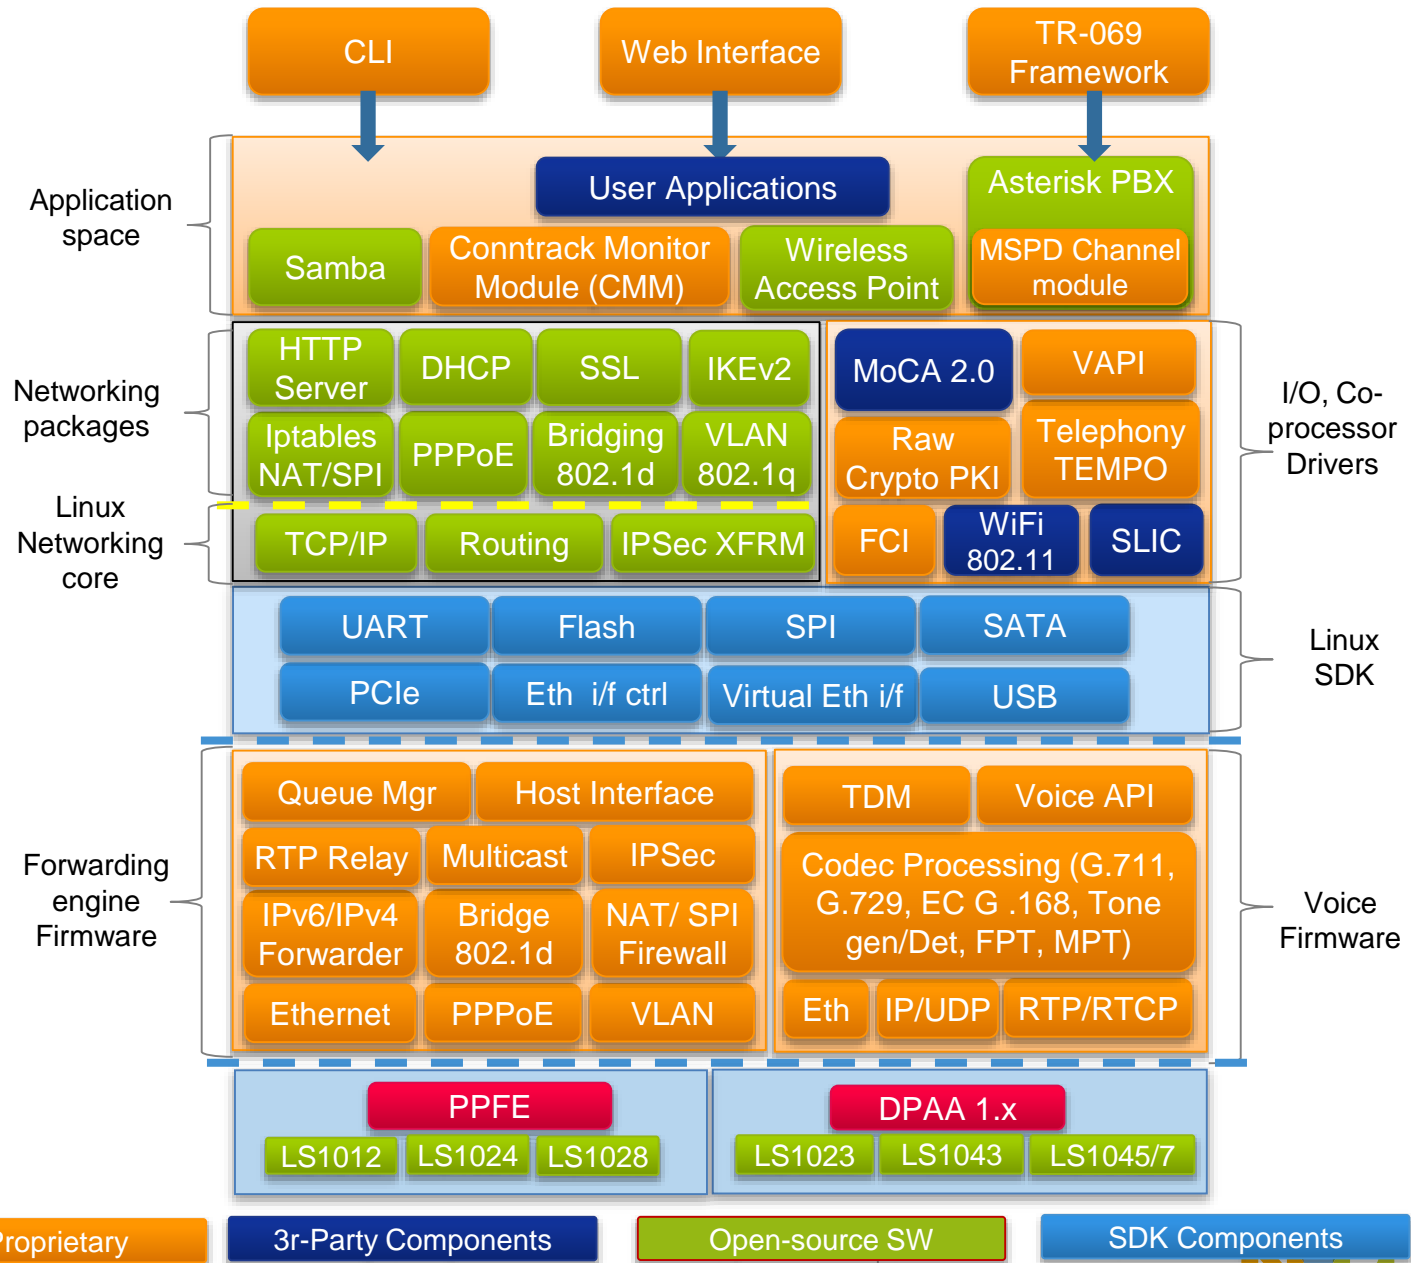 CLI
Web Interface
TR-069
Framework
Application
space
User Applications
Asterisk PBX
Samba
Conntrack Monitor
Module (CMM)
Wireless
Access Point
MSPD Channel
module
Networking
packages
HTTP
Server
DHCP
SSL
IKEv2
Iptables
NAT/SPI
PPPoE
Bridging
802.1d
VLAN
802.1q
Linux
Networking
core
TCP/IP
Routing
IPSec XFRM
MoCA 2.0
VAPI
Raw
Crypto PKI
Telephony
TEMPO
FCI
WiFi
802.11
SLIC
I/O, Co-
processor
Drivers
UART
Flash
SPI
SATA
PCIe
Eth i/f ctrl
Virtual Eth i/f
USB
Linux
SDK
Forwarding
engine
Firmware
Queue Mgr
Host Interface
RTP Relay
Multicast
IPSec
IPv6/IPv4
Forwarder
Bridge
802.1d
NAT/ SPI
Firewall
Ethernet
PPPoE
VLAN
TDM
Voice API
Codec Processing (G.711,
G.729, EC G .168, Tone
gen/Det, FPT, MPT)
Eth
IP/UDP
RTP/RTCP
Voice
Firmware
PPFE
LS1012
LS1024
LS1028
DPAA 1.x
LS1023
LS1043
LS1045/7
Proprietary
3r-Party Components
Open-source SW
SDK Components